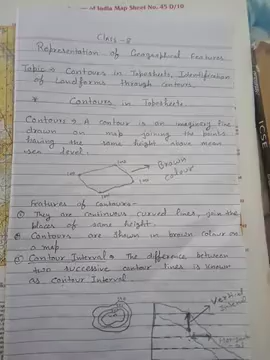 of India Map Sheet No. 45 D/10
Class - 8
Representation of Geographical Features
Topic → Contours in Toposheets, Identification
of Landforms through contours.
* Contours in Toposheets
Contours → A contour is an imaginary line
drawn on map joining the points
having the same height above mean
sea level.
Brown
colour
Features of Contours -
① They are continuous curved lines, join the
places of same height.
② Contours are shown in brown colour on
a map
③ Contour Interval → The difference between
two successive contour lines is known
as Contour Interval
Vertical
Interval
ICSE